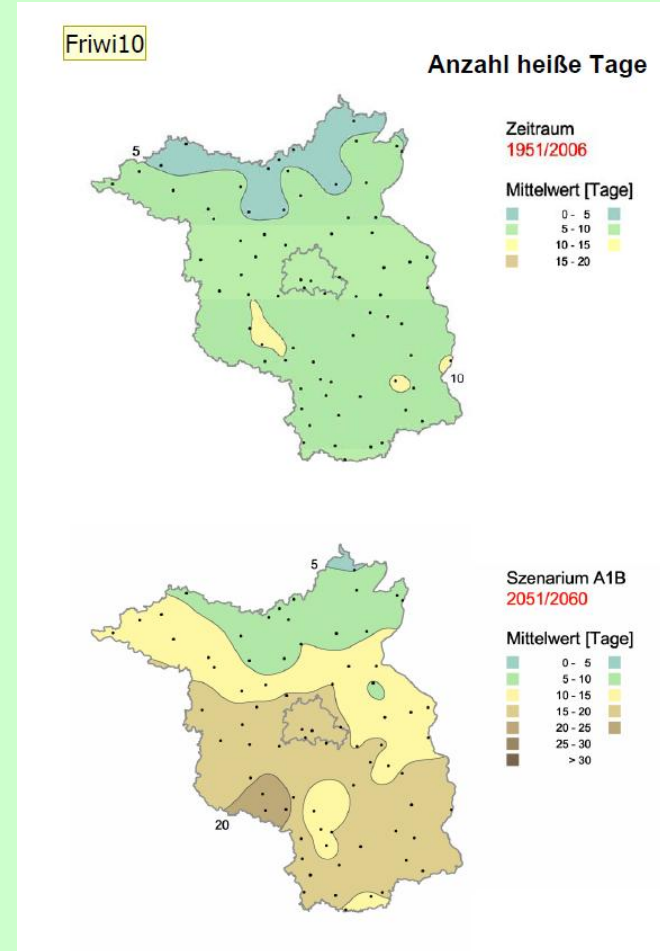 Friwi10
Anzahl heiße Tage
Zeitraum
1951/2006
Mittelwert [Tage]
0 - 5
5 - 10
10 - 15
15 - 20
5
10
Szenarium A1B
2051/2060
Mittelwert [Tage]
0 - 5
5 - 10
10 - 15
15 - 20
20 - 25
25 - 30
> 30
5
20